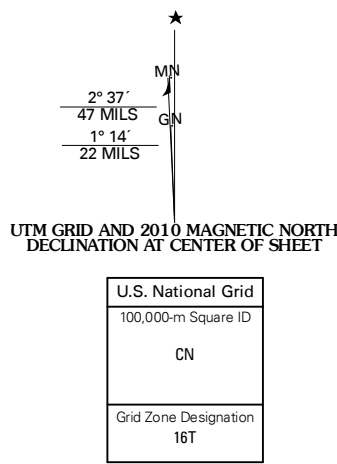 MN
2° 37´
47 MILS
GN
1° 14´
22 MILS
UTM GRID AND 2010 MAGNETIC NORTH
DECLINATION AT CENTER OF SHEET
U.S. National Grid
100,000-m Square ID
CN
Grid Zone Designation
16T